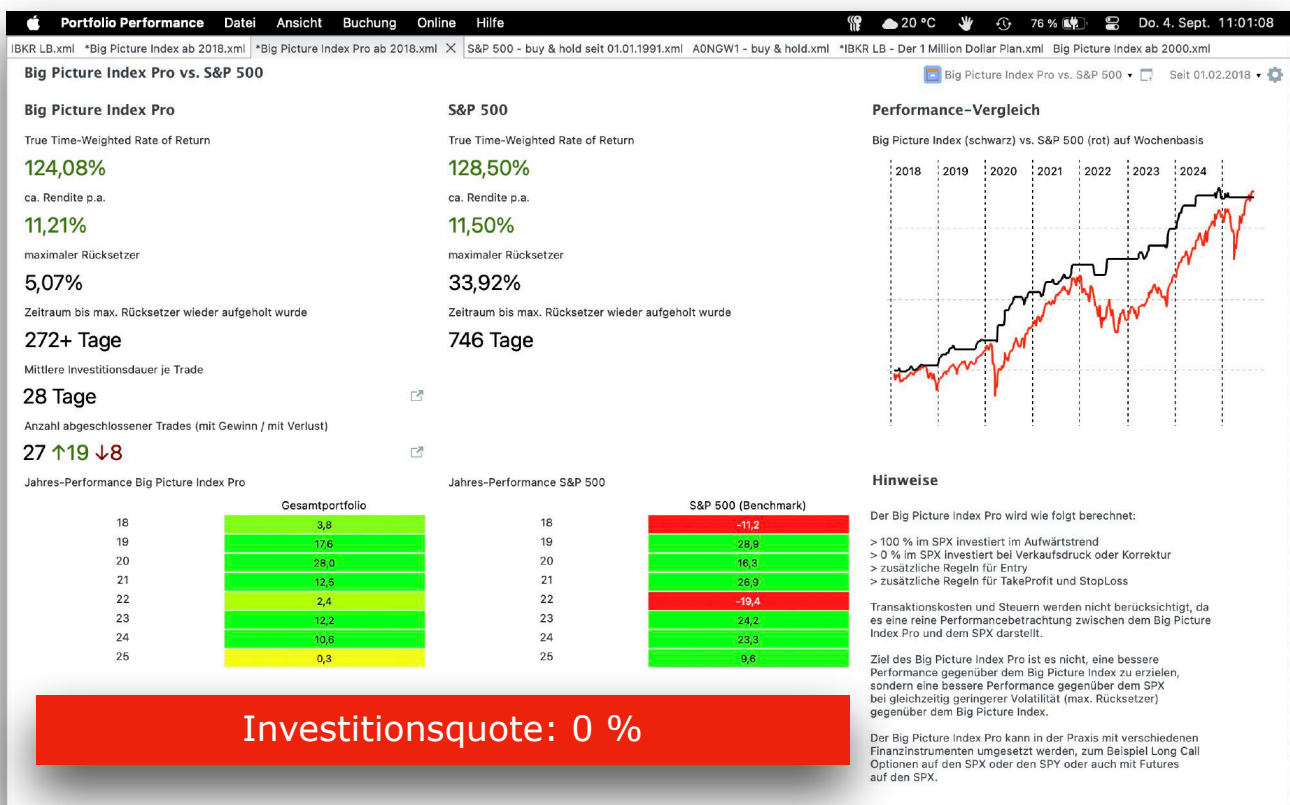 Portfolio Performance Datei Ansicht Buchung Online Hilfe 20 °C 76 % Do. 4. Sept. 11:01:08
IBKR LB.xml *Big Picture Index ab 2018.xml *Big Picture Index Pro ab 2018.xml S&P 500 - buy & hold seit 01.01.1991.xml A0NGW1 - buy & hold.xml *IBKR LB - Der 1 Million Dollar Plan.xml Big Picture Index ab 2000.xml
Big Picture Index Pro vs. S&P 500
Big Picture Index Pro vs. S&P 500 Seit 01.02.2018
Big Picture Index Pro
True Time-Weighted Rate of Return
124,08%
ca. Rendite p.a.
11,21%
maximaler Rücksetzer
5,07%
Zeitraum bis max. Rücksetzer wieder aufgeholt wurde
272+ Tage
Mittlere Investitionsdauer je Trade
28 Tage
Anzahl abgeschlossener Trades (mit Gewinn / mit Verlust)
27 ↑19 ↓8
Jahres-Performance Big Picture Index Pro
Gesamtportfolio
18 3,8
19 17,6
20 28,0
21 12,5
22 2,4
23 12,2
24 10,6
25 0,3
S&P 500
True Time-Weighted Rate of Return
128,50%
ca. Rendite p.a.
11,50%
maximaler Rücksetzer
33,92%
Zeitraum bis max. Rücksetzer wieder aufgeholt wurde
746 Tage
Jahres-Performance S&P 500
S&P 500 (Benchmark)
18 -11,2
19 28,9
20 16,3
21 26,9
22 -19,4
23 24,2
24 23,3
25 9,6
Performance-Vergleich
Big Picture Index (schwarz) vs. S&P 500 (rot) auf Wochenbasis
2018 2019 2020 2021 2022 2023 2024
Hinweise
Der Big Picture Index Pro wird wie folgt berechnet:
> 100 % im SPX investiert im Aufwärtstrend
> 0 % im SPX investiert bei Verkaufsdruck oder Korrektur
> zusätzliche Regeln für Entry
> zusätzliche Regeln für TakeProfit und StopLoss
Transaktionskosten und Steuern werden nicht berücksichtigt, da
es eine reine Performancebetrachtung zwischen dem Big Picture
Index Pro und dem SPX darstellt.
Ziel des Big Picture Index Pro ist es nicht, eine bessere
Performance gegenüber dem Big Picture Index zu erzielen,
sondern eine bessere Performance gegenüber dem SPX
bei gleichzeitig geringerer Volatilität (max. Rücksetzer)
gegenüber dem Big Picture Index.
Der Big Picture Index Pro kann in der Praxis mit verschiedenen
Finanzinstrumenten umgesetzt werden, zum Beispiel Long Call
Optionen auf den SPX oder den SPY oder auch mit Futures
auf den SPX.
Investitionsquote: 0 %